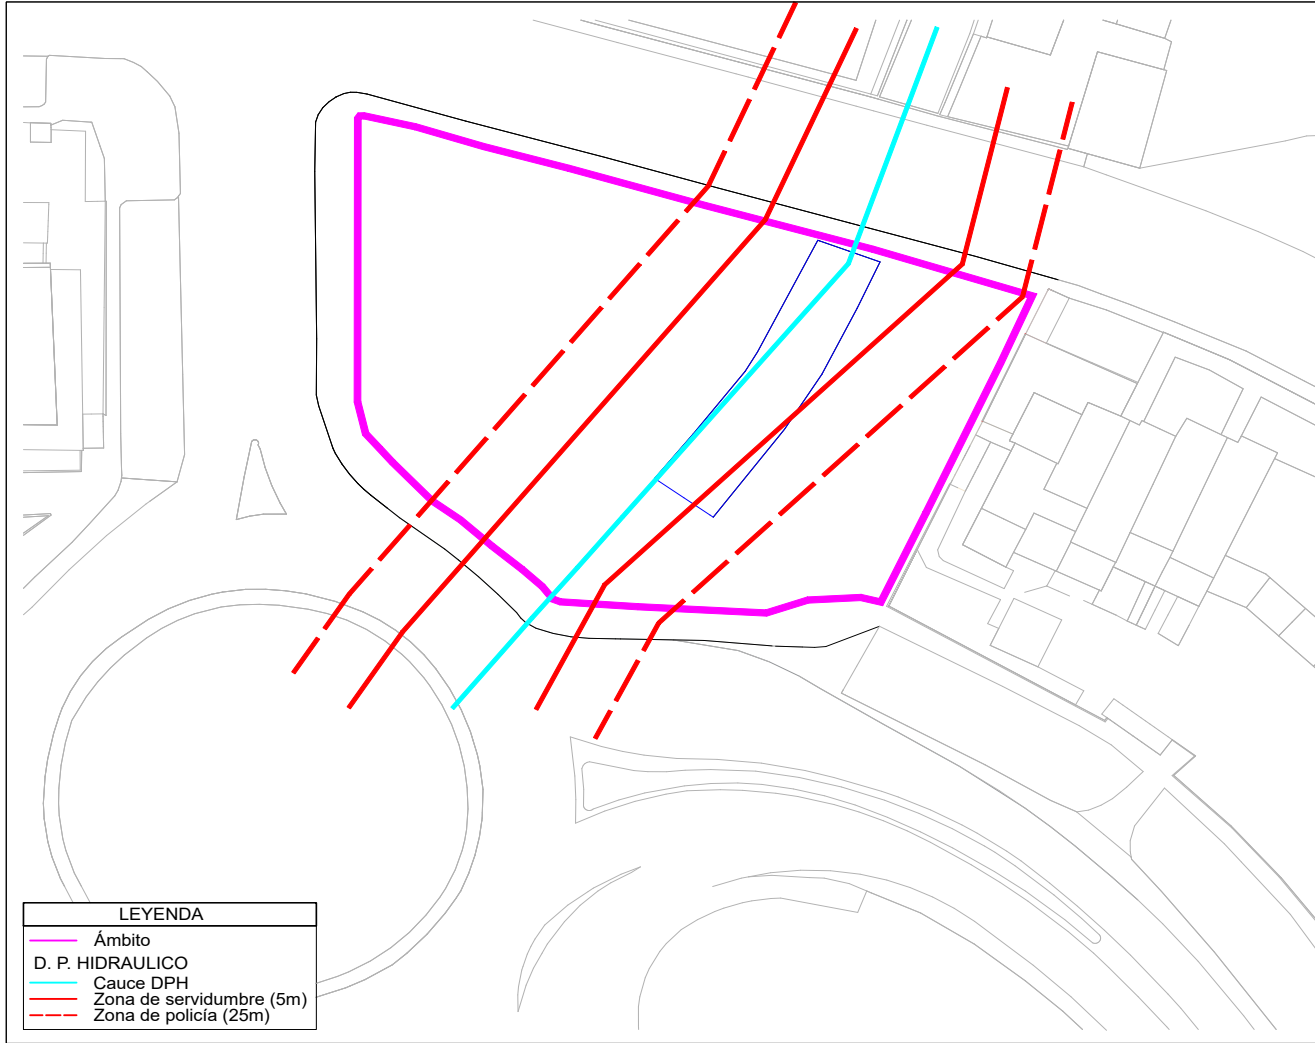 LEYENDA
Ámbito
D. P. HIDRAULICO
Cauce DPH
Zona de servidumbre (5m)
Zona de policía (25m)